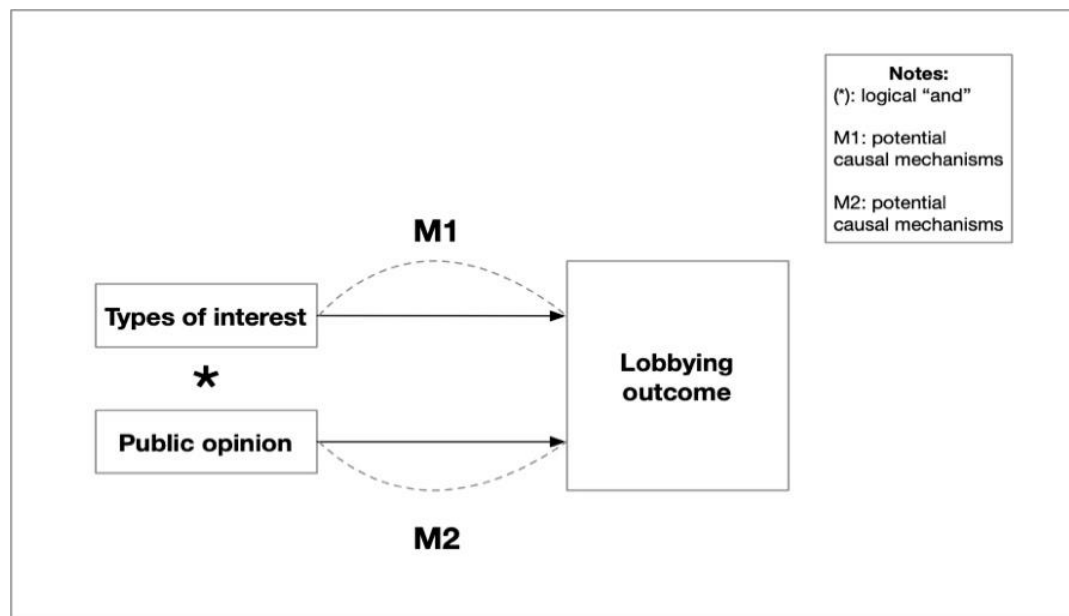 Notes:
(*): logical “and”
M1: potential
causal mechanisms
M2: potential
causal mechanisms
M1
Types of interest
*
Public opinion
Lobbying
outcome
M2